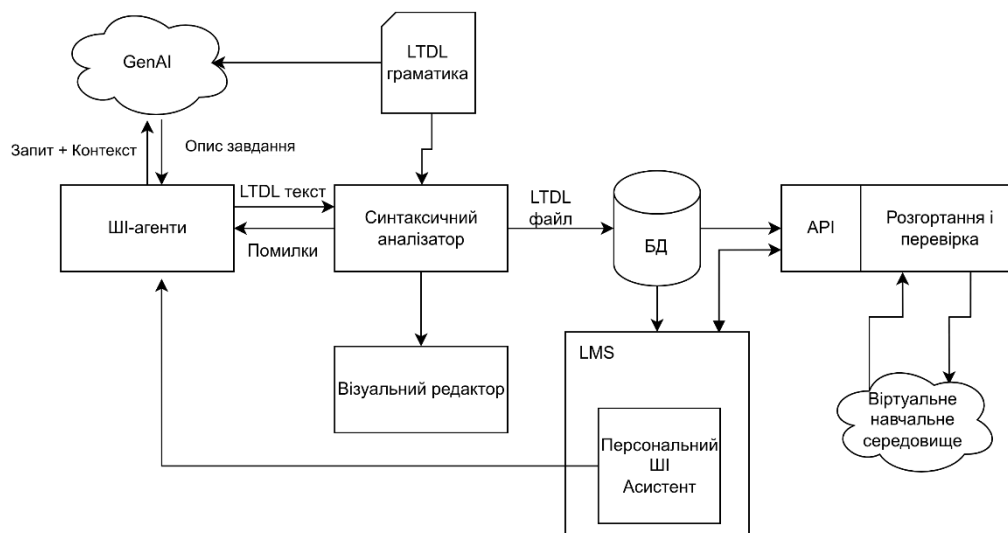 GenAI
LTDL
граматика
Запит + Контекст
Опис завдання
ШІ-агенти
LTDL текст
Помилки
Синтаксичний
аналізатор
LTDL
файл
БД
API
Розгортання і
перевірка
Візуальний редактор
LMS
Персональний
ШІ
Асистент
Віртуальне
навчальне
середовище